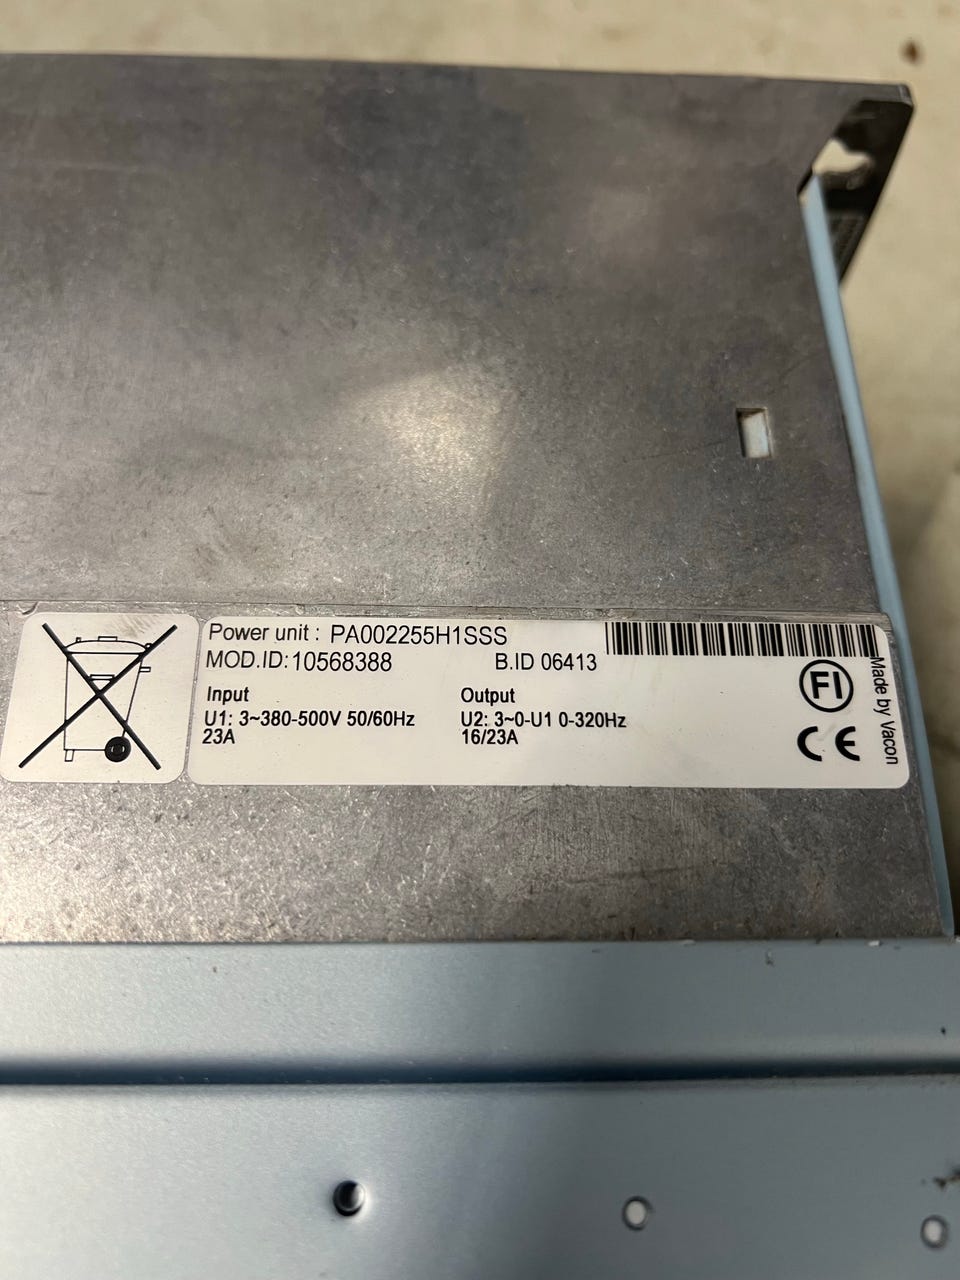 Power unit : PA002255H1SSS
MOD.ID: 10568388 B.ID 06413
Input
U1: 3~380-500V 50/60Hz
23A
Output
U2: 3~0-U1 0-320Hz
16/23A
FI
CE
Made by Vacon